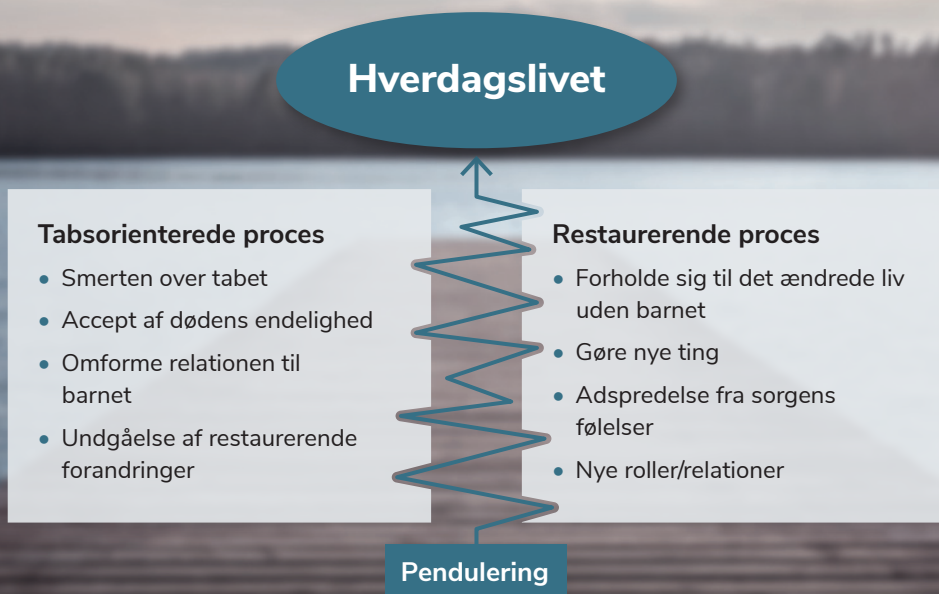 Hverdagslivet
Tabsorienterede proces
• Smerten over tabet
• Accept af dødens endelighed
• Omforme relationen til
barnet
• Undgåelse af restaurerende
forandringer
Restaurerende proces
• Forholde sig til det ændrede liv
uden barnet
• Gøre nye ting
• Adspredelse fra sorgens
følelser
• Nye roller/relationer
Pendulering